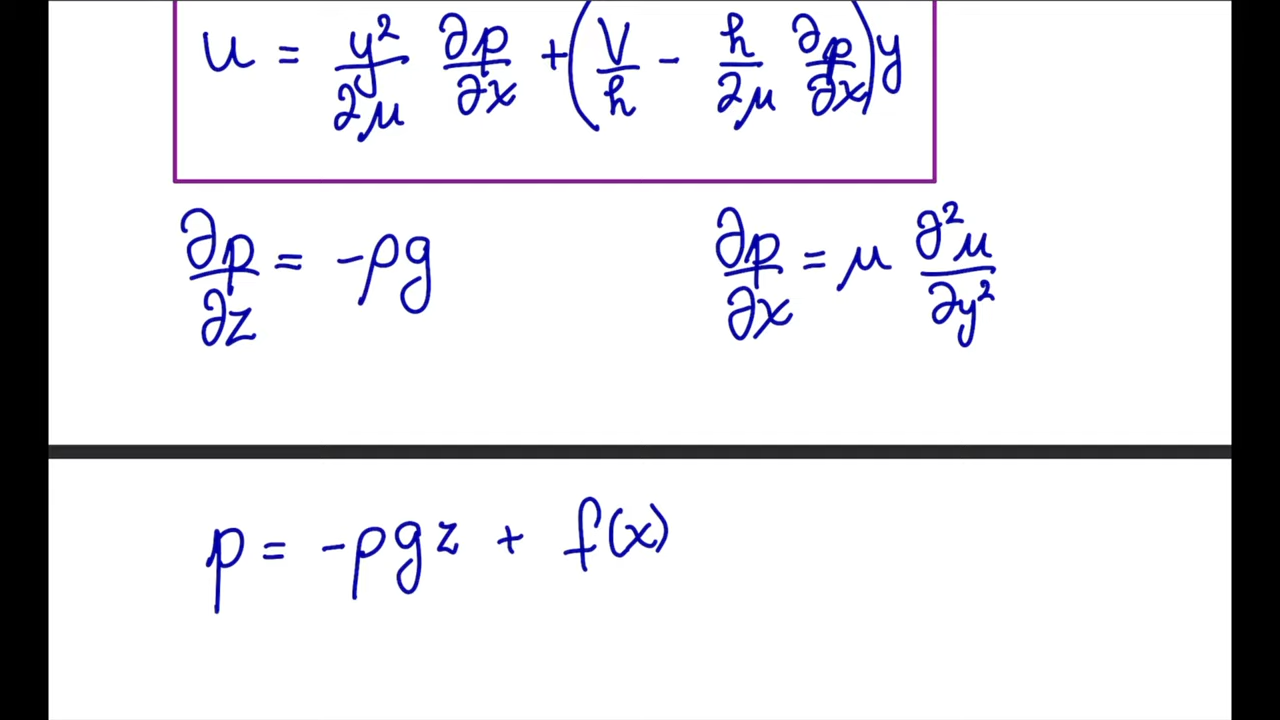 u = y²/2μ ∂p/∂x + (V/h - h/2μ ∂p/∂x) y
∂p/∂z = -ρg
∂p/∂x = μ ∂²u/∂y²
p = -ρgz + f(x)